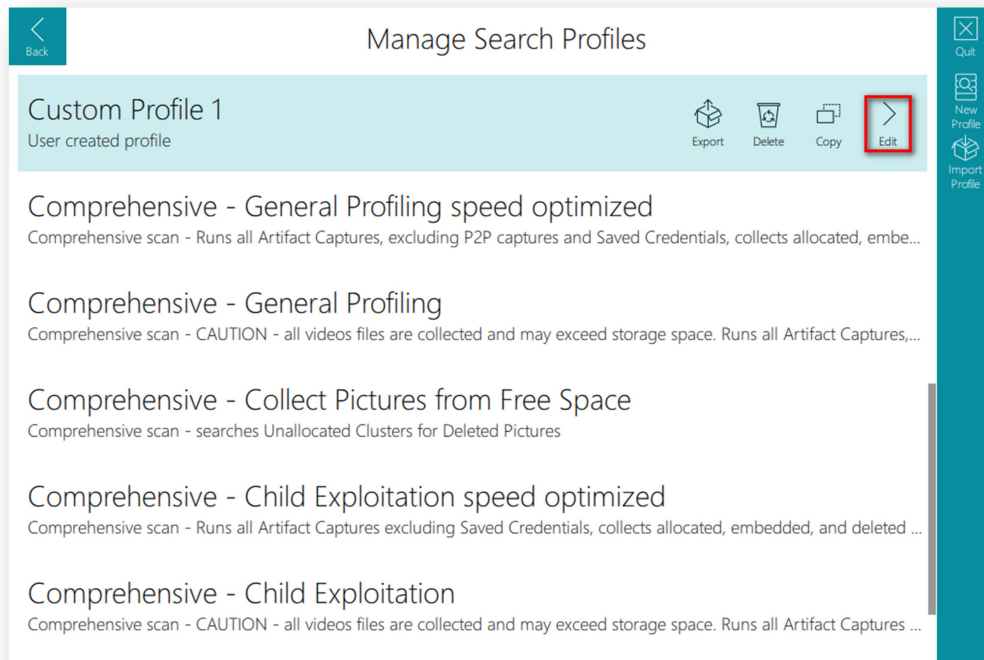 Back
Manage Search Profiles
Quit
New
Profile
Import
Profile
Custom Profile 1
User created profile
Export
Delete
Copy
Edit
Comprehensive - General Profiling speed optimized
Comprehensive scan - Runs all Artifact Captures, excluding P2P captures and Saved Credentials, collects allocated, embe...
Comprehensive - General Profiling
Comprehensive scan - CAUTION - all videos files are collected and may exceed storage space. Runs all Artifact Captures,...
Comprehensive - Collect Pictures from Free Space
Comprehensive scan - searches Unallocated Clusters for Deleted Pictures
Comprehensive - Child Exploitation speed optimized
Comprehensive scan - Runs all Artifact Captures excluding Saved Credentials, collects allocated, embedded, and deleted ...
Comprehensive - Child Exploitation
Comprehensive scan - CAUTION - all videos files are collected and may exceed storage space. Runs all Artifact Captures ...